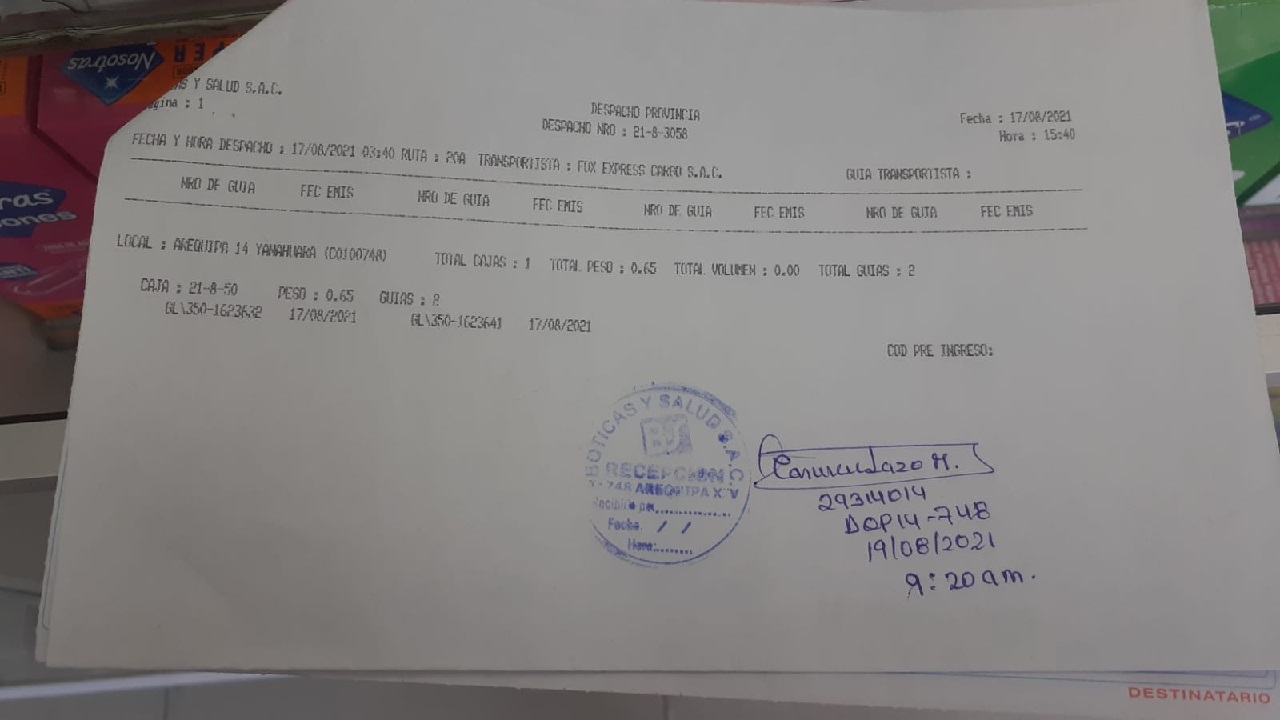 Nosotras
AS Y SALUD S.A.C.
gina : 1
DESPACHO PROVINCIA
DESPACHO NRO : 21-8-3058
Fecha : 17/08/2021
Hora : 15:40
FECHA Y HORA DESPACHO : 17/08/2021 03:40 RUTA : 20A TRANSPORTISTA : FOX EXPRESS CARGO S.A.C. GUIA TRANSPORTISTA :
NRO DE GUIA FEC EMIS NRO DE GUIA FEC EMIS NRO DE GUIA FEC EMIS NRO DE GUIA FEC EMIS
LOCAL : AREQUIPA 14 YANAHUARA (C0100748) TOTAL CAJAS : 1 TOTAL PESO : 0.65 TOTAL VOLUMEN : 0.00 TOTAL GUIAS : 2
CAJA : 21-8-50 PESO : 0.65 GUIAS : 2
GL\350-1623632 17/08/2021 GL\350-1623641 17/08/2021
COD PRE INGRESO:
BOTICAS Y SALUD S.A.C.
RECEPCION
748 AREQUIPA XIV
Recibido por
Fecha: / /
Hora:
29314014
AQP14-748
19/08/2021
9:20 am.
DESTINATARIO